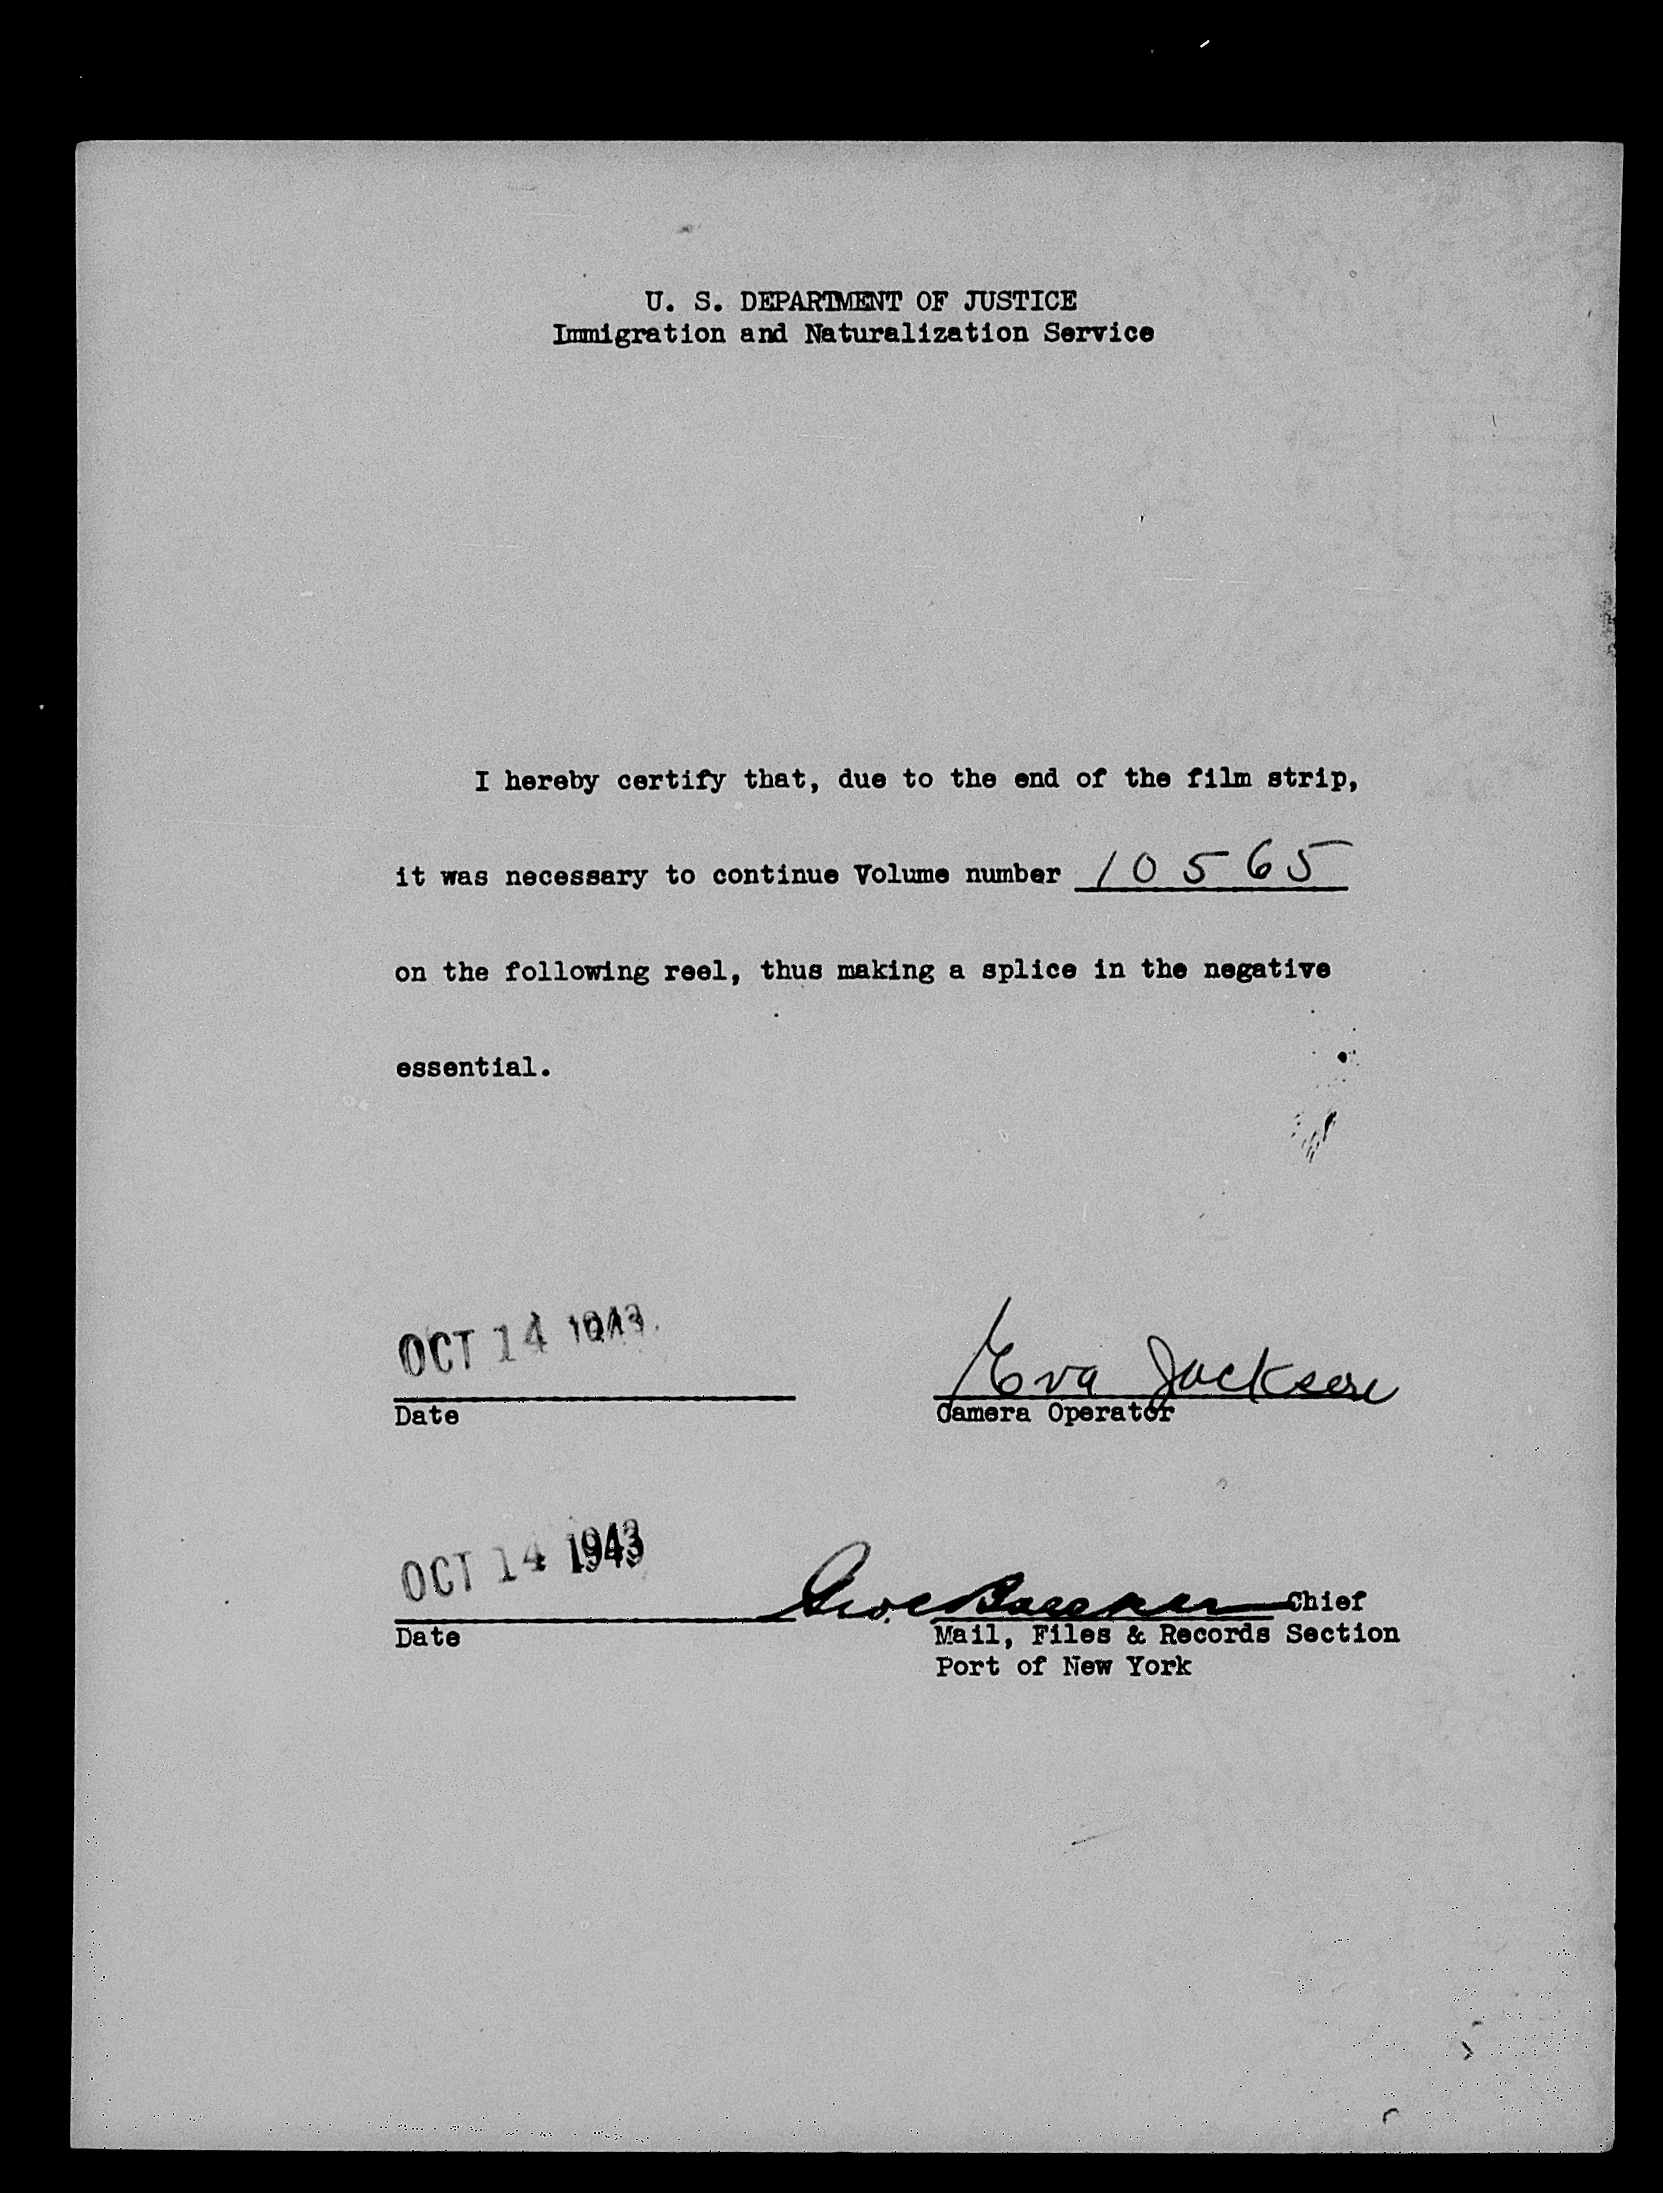 U. S. DEPARTMENT OF JUSTICE
Immigration and Naturalization Service
I hereby certify that, due to the end of the film strip,
it was necessary to continue Volume number 10565
on the following reel, thus making a splice in the negative
essential.
OCT 14 1943
Eva Jackson
Date
Camera Operator
OCT 14 1943
Chief
Date
Mail, Files & Records Section
Port of New York